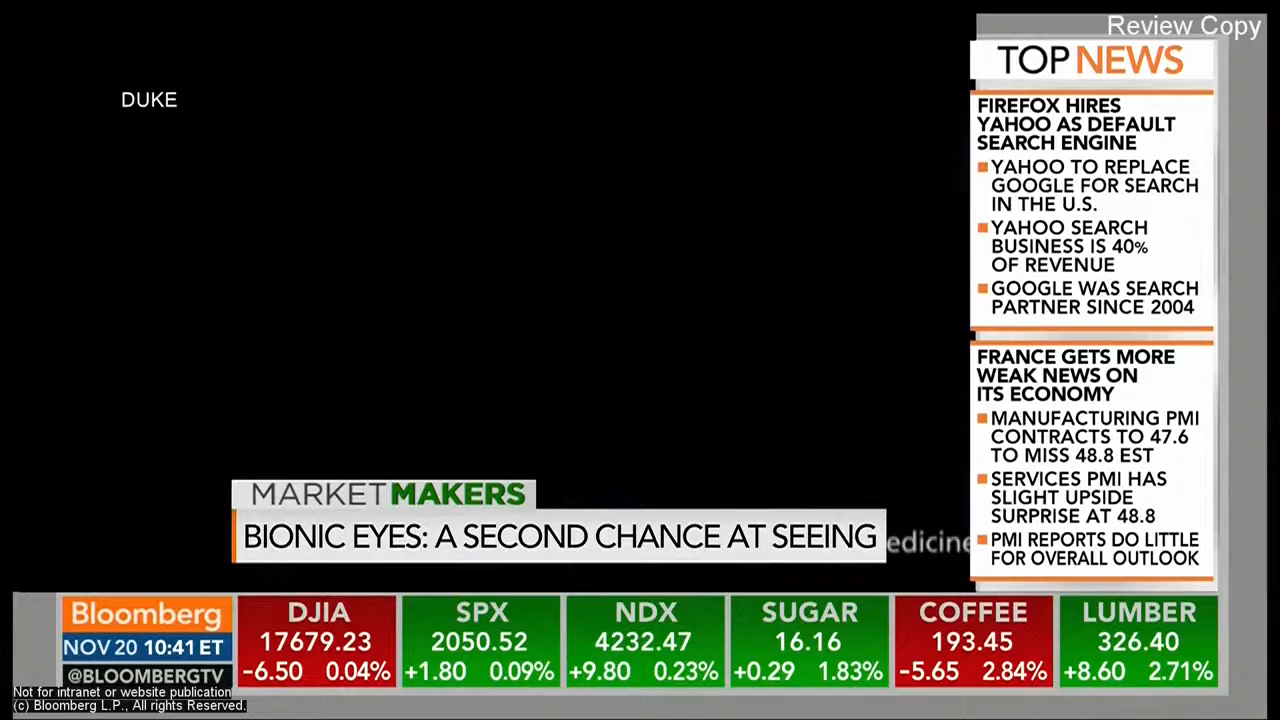 Review Copy
TOP NEWS
DUKE
FIREFOX HIRES
YAHOO AS DEFAULT
SEARCH ENGINE
YAHOO TO REPLACE
GOOGLE FOR SEARCH
IN THE U.S.
YAHOO SEARCH
BUSINESS IS 40%
OF REVENUE
GOOGLE WAS SEARCH
PARTNER SINCE 2004
FRANCE GETS MORE
WEAK NEWS ON
ITS ECONOMY
MANUFACTURING PMI
CONTRACTS TO 47.6
TO MISS 48.8 EST
SERVICES PMI HAS
SLIGHT UPSIDE
SURPRISE AT 48.8
PMI REPORTS DO LITTLE
FOR OVERALL OUTLOOK
MARKETMAKERS
BIONIC EYES: A SECOND CHANCE AT SEEING
edicine
Bloomberg
NOV 20 10:41 ET
@BLOOMBERGTV
DJIA
17679.23
-6.50 0.04%
SPX
2050.52
+1.80 0.09%
NDX
4232.47
+9.80 0.23%
SUGAR
16.16
+0.29 1.83%
COFFEE
193.45
-5.65 2.84%
LUMBER
326.40
+8.60 2.71%
Not for intranet or website publication
(c) Bloomberg L.P., All rights Reserved.